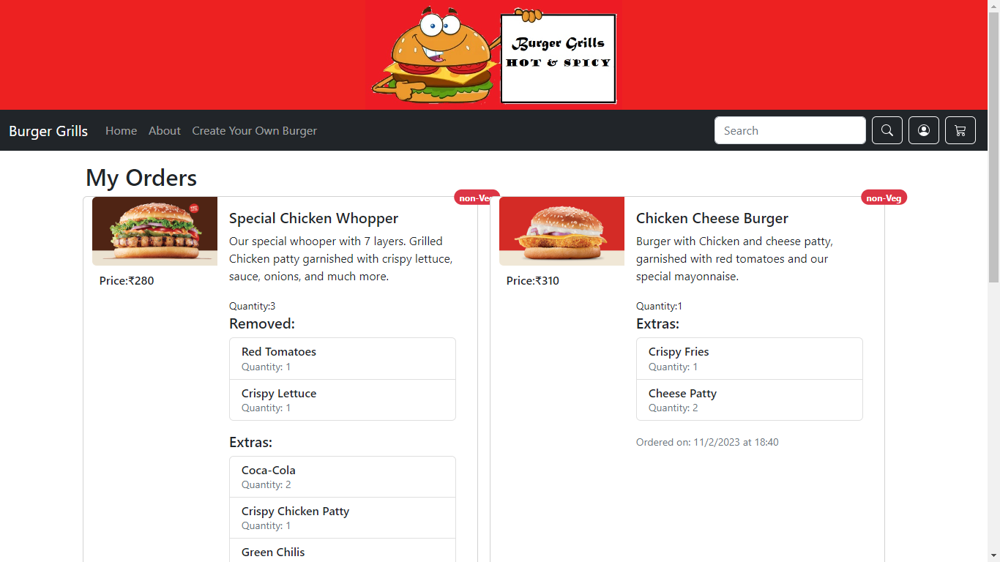 Burger Grills
HOT & SPICY
Burger Grills
Home
About
Create Your Own Burger
Search
My Orders
non-Veg
Special Chicken Whopper
Our special whooper with 7 layers. Grilled
Chicken patty garnished with crispy lettuce,
sauce, onions, and much more.
Price:₹280
Quantity:3
Removed:
Red Tomatoes
Quantity: 1
Crispy Lettuce
Quantity: 1
Extras:
Coca-Cola
Quantity: 2
Crispy Chicken Patty
Quantity: 1
Green Chilis
non-Veg
Chicken Cheese Burger
Burger with Chicken and cheese patty,
garnished with red tomatoes and our
special mayonnaise.
Price:₹310
Quantity:1
Extras:
Crispy Fries
Quantity: 1
Cheese Patty
Quantity: 2
Ordered on: 11/2/2023 at 18:40